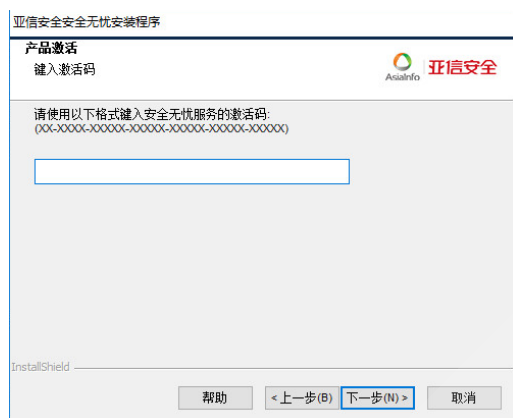 亚信安全安全无忧安装程序
产品激活
键入激活码
AsiaInfo 亚信安全
请使用以下格式键入安全无忧服务的激活码:
(XX-XXXX-XXXXX-XXXXX-XXXXX-XXXXX-XXXXX)
InstallShield
帮助 <上一步(B) 下一步(N)> 取消